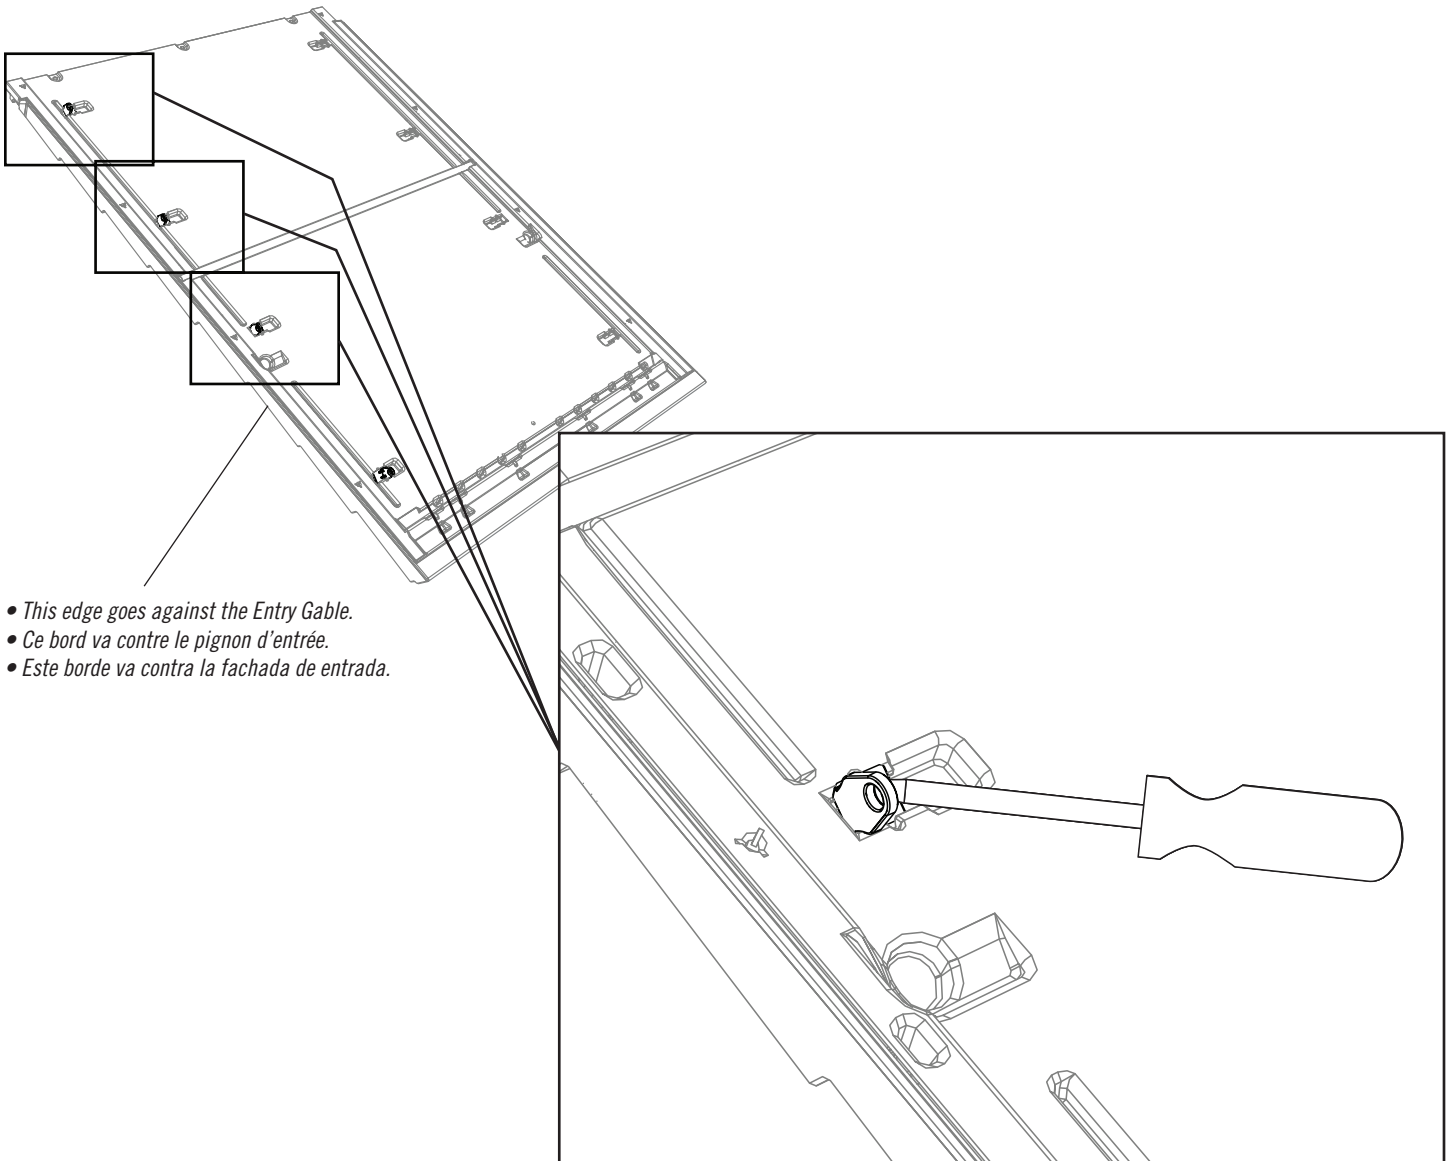 • This edge goes against the Entry Gable.
• Ce bord va contre le pignon d’entrée.
• Este borde va contra la fachada de entrada.